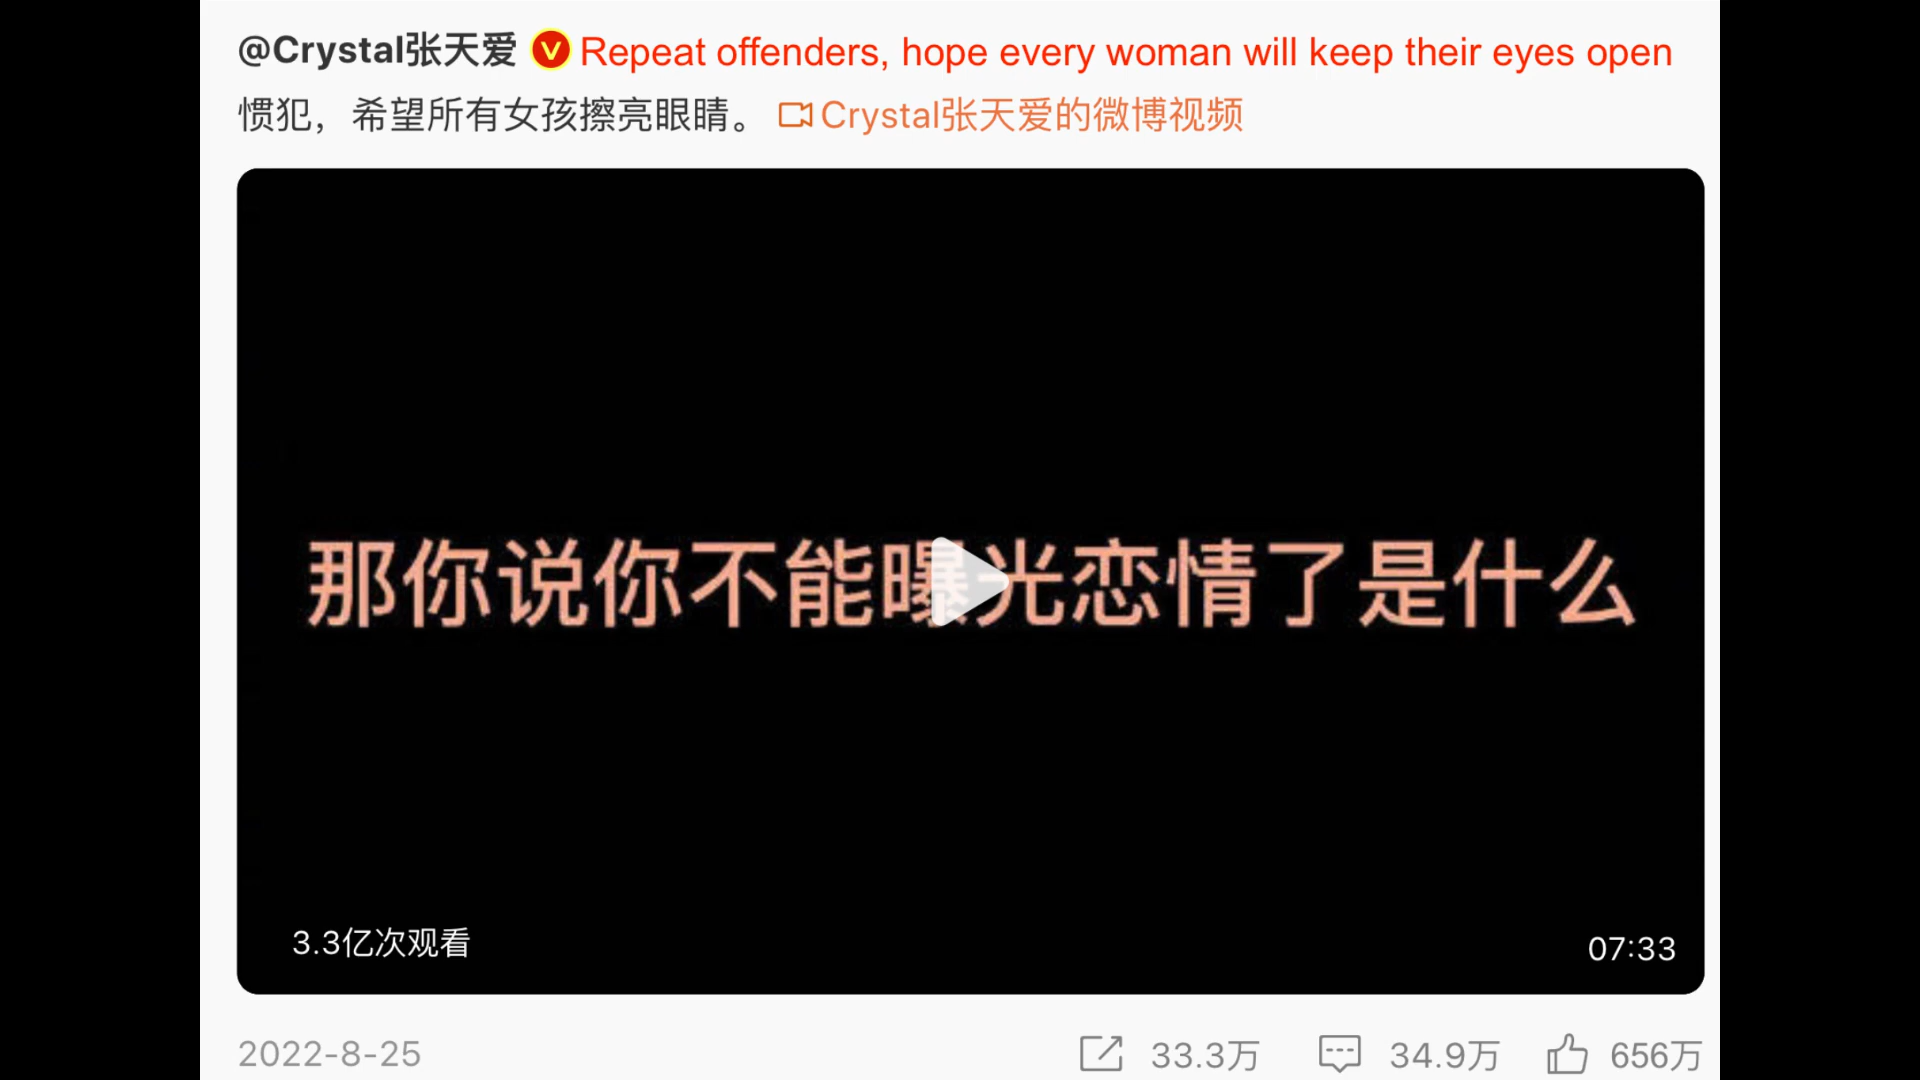 @Crystal张天爱 V Repeat offenders, hope every woman will keep their eyes open
惯犯，希望所有女孩擦亮眼睛。 Crystal张天爱的微博视频
那你说你不能曝光恋情了是什么
3.3亿次观看
07:33
2022-8-25 33.3万 34.9万 656万